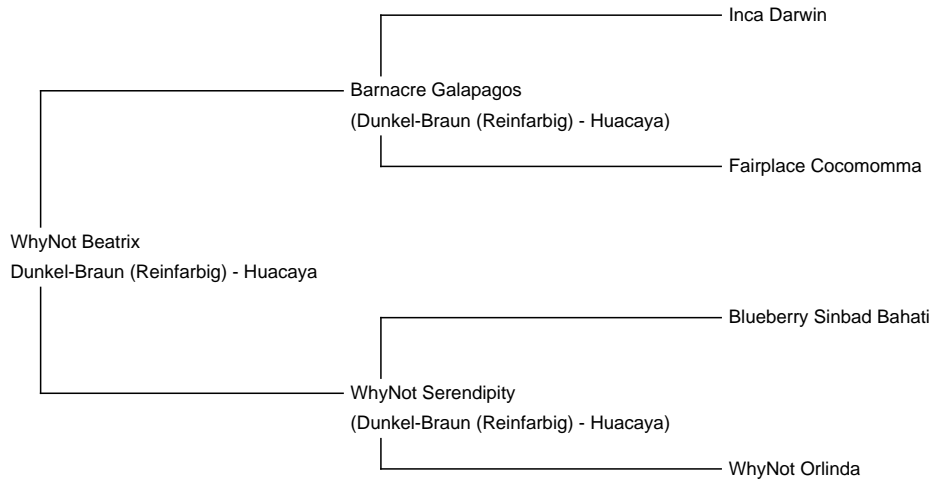 Inca Darwin
Barnacre Galapagos
(Dunkel-Braun (Reinfarbig) - Huacaya)
Fairplace Cocomomma
WhyNot Beatrix
Dunkel-Braun (Reinfarbig) - Huacaya
Blueberry Sinbad Bahati
WhyNot Serendipity
(Dunkel-Braun (Reinfarbig) - Huacaya)
WhyNot Orlinda